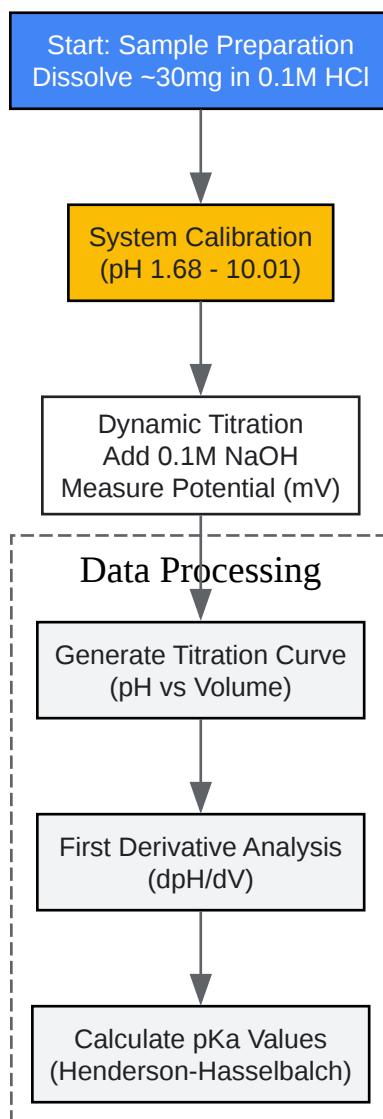 Start: Sample Preparation
Dissolve ~30mg in 0.1M HCl
System Calibration
(pH 1.68 - 10.01)
Dynamic Titration
Add 0.1M NaOH
Measure Potential (mV)
Data Processing
Generate Titration Curve
(pH vs Volume)
First Derivative Analysis
(dpH/dV)
Calculate pKa Values
(Henderson-Hasselbalch)